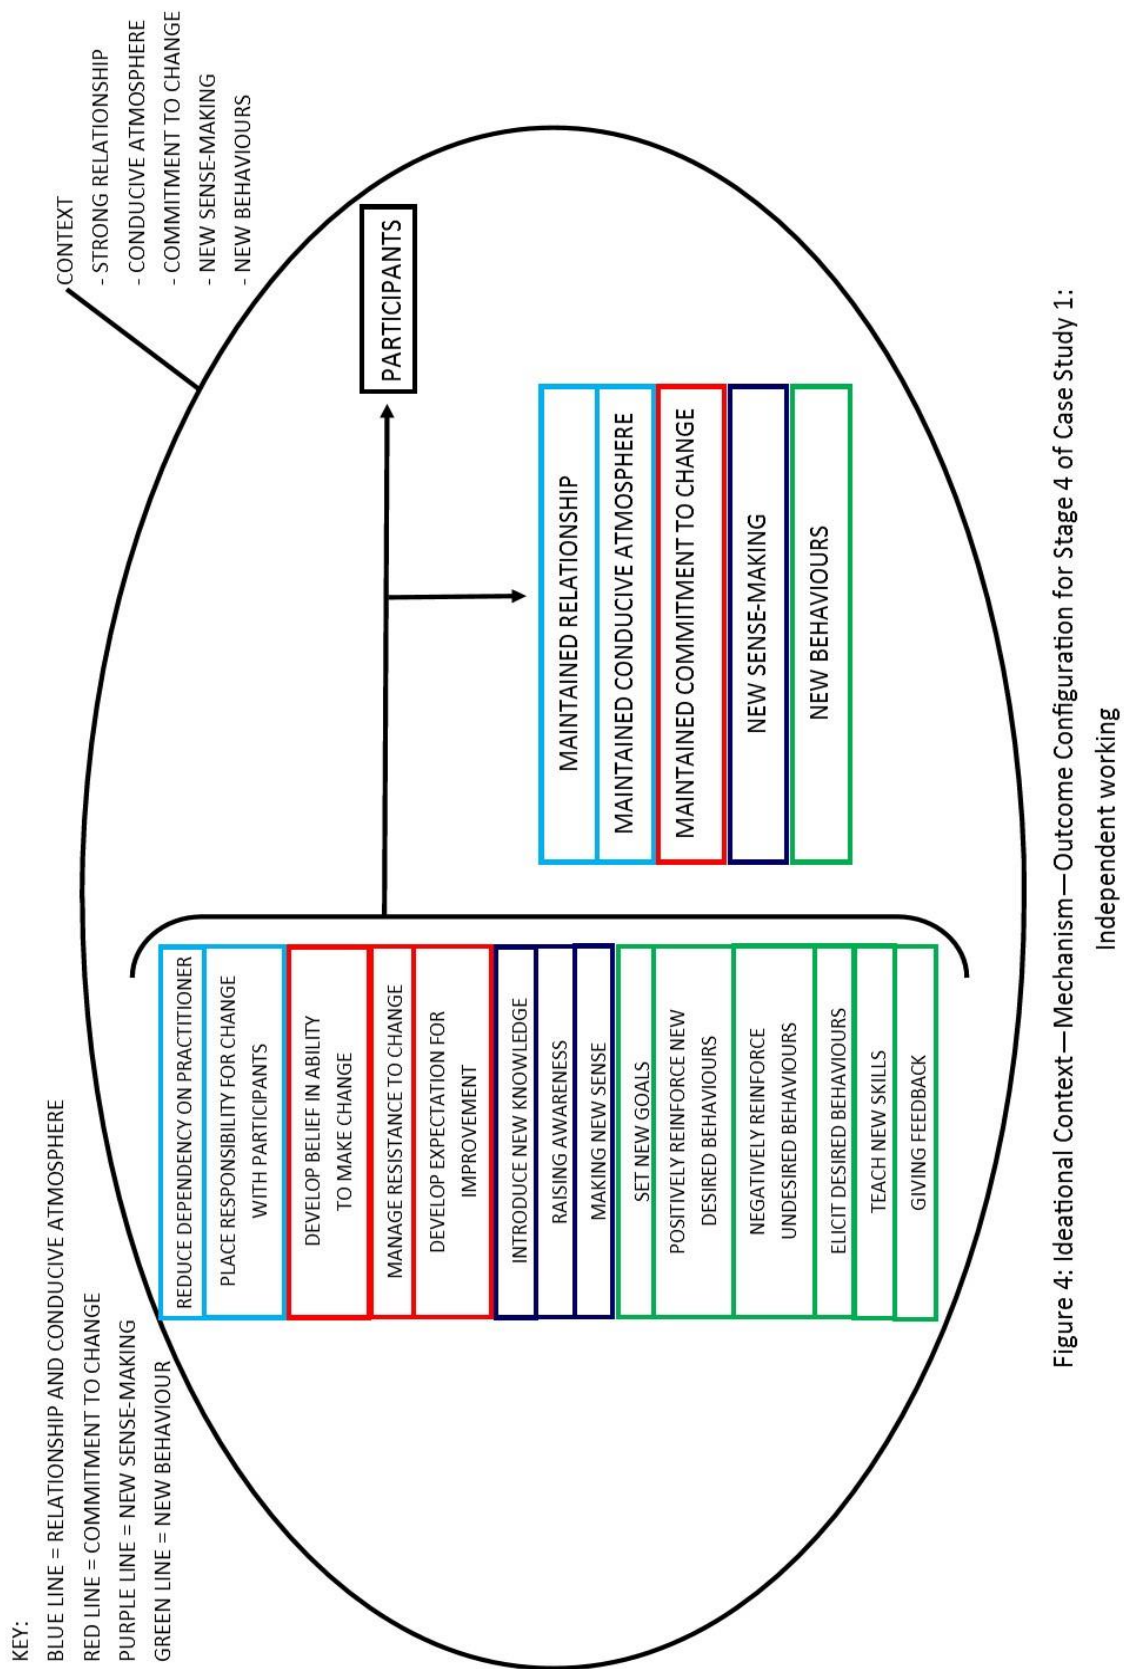 KEY:
BLUE LINE = RELATIONSHIP AND CONDUCIVE ATMOSPHERE
RED LINE = COMMITMENT TO CHANGE
PURPLE LINE = NEW SENSE-MAKING
GREEN LINE = NEW BEHAVIOUR
CONTEXT
- STRONG RELATIONSHIP
- CONDUCIVE ATMOSPHERE
- COMMITMENT TO CHANGE
- NEW SENSE-MAKING
- NEW BEHAVIOURS
REDUCE DEPENDENCY ON PRACTITIONER
PLACE RESPONSIBILITY FOR CHANGE
WITH PARTICIPANTS
DEVELOP BELIEF IN ABILITY
TO MAKE CHANGE
MANAGE RESISTANCE TO CHANGE
DEVELOP EXPECTATION FOR
IMPROVEMENT
INTRODUCE NEW KNOWLEDGE
RAISING AWARENESS
MAKING NEW SENSE
SET NEW GOALS
POSITIVELY REINFORCE NEW
DESIRED BEHAVIOURS
NEGATIVELY REINFORCE
UNDESIRED BEHAVIOURS
ELICIT DESIRED BEHAVIOURS
TEACH NEW SKILLS
GIVING FEEDBACK
PARTICIPANTS
MAINTAINED RELATIONSHIP
MAINTAINED CONDUCIVE ATMOSPHERE
MAINTAINED COMMITMENT TO CHANGE
NEW SENSE-MAKING
NEW BEHAVIOURS
Figure 4: Ideational Context—Mechanism—Outcome Configuration for Stage 4 of Case Study 1:
Independent working